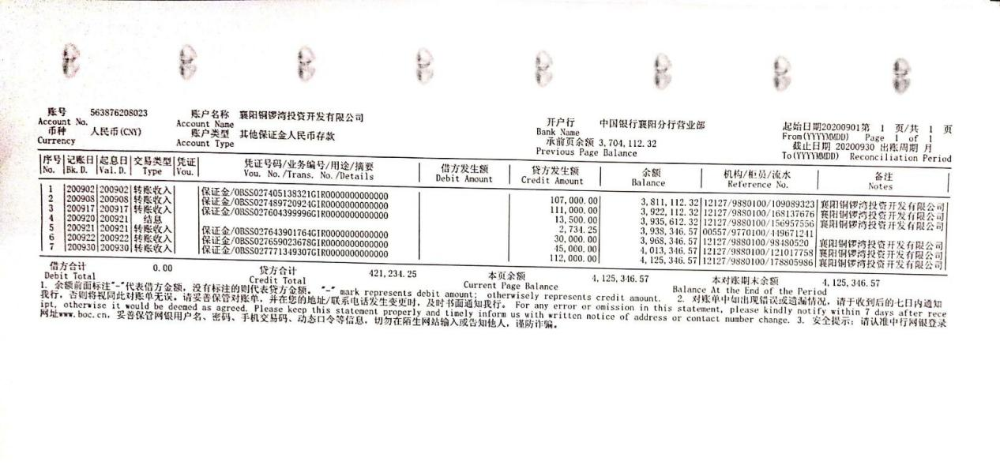 账号 563876208023 账户名称 襄阳铜锣湾投资开发有限公司 开户行 中国银行襄阳分行营业部 起始日期20200901第 1 页/共 1 页
Account No. Account Name Bank Name From(YYYYMMDD) Page 1 of 1
币种 人民币(CNY) 账户类型 其他保证金人民币存款 承前页余额 3,704,112.32 截止日期 20200930 出账周期 月
Currency Account Type Previous Page Balance To(YYYYMMDD) Reconciliation Period
序号 记账日 起息日 交易类型 凭证 凭证号码/业务编号/用途/摘要 借方发生额 贷方发生额 余额 机构/柜员/流水 备注
No. Bk.D. Val.D. Type Vou. Vou. No./Trans. No./Details Debit Amount Credit Amount Balance Reference No. Notes
1 200902 200902 转账收入 保证金/OBSS027405138321GIR0000000000000 107,000.00 3,811,112.32 12127/9880100/109089323 襄阳铜锣湾投资开发有限公司
2 200908 200908 转账收入 保证金/OBSS027489720924GIR0000000000000 111,000.00 3,922,112.32 12127/9880100/168137676 襄阳铜锣湾投资开发有限公司
3 200917 200917 转账收入 保证金/OBSS027604399996GIR0000000000000 13,500.00 3,935,612.32 12127/9880100/156957556 襄阳铜锣湾投资开发有限公司
4 200920 200921 结息 2,734.25 3,938,346.57 00557/9770100/449671241
5 200921 200921 转账收入 保证金/OBSS027643901764GIR0000000000000 30,000.00 3,968,346.57 12127/9880100/98480520 襄阳铜锣湾投资开发有限公司
6 200922 200922 转账收入 保证金/OBSS027659023678GIR0000000000000 45,000.00 4,013,346.57 12127/9880100/121017758 襄阳铜锣湾投资开发有限公司
7 200930 200930 转账收入 保证金/OBSS027771349307GIR0000000000000 112,000.00 4,125,346.57 12127/9880100/178805986 襄阳铜锣湾投资开发有限公司
借方合计 0.00 贷方合计 421,234.25 本页余额 4,125,346.57 本对账期末余额 4,125,346.57
Debit Total Credit Total Current Page Balance Balance At the End of the Period
1. 余额前面标注"-"代表借方金额，没有标注的则代表贷方金额。 "-" mark represents debit amount; otherwisely represents credit amount. 2. 对账单中如出现错误或遗漏情况，请于收到后的七日内通知
我行，否则将视同此对账单无误。请妥善保管对账单，并在您的地址/联系电话发生变更时，及时书面通知我行。 For any error or omission in this statement, please kindly notify within 7 days after rece
ipt, otherwise it would be deemed as agreed. Please keep this statement properly and timely inform us with written notice of address or contact number change. 3. 安全提示：请认准中行网银登录
网址www.boc.cn，妥善保管网银用户名、密码、手机交易码、动态口令等信息，切勿在陌生网站输入或告知他人，谨防诈骗。